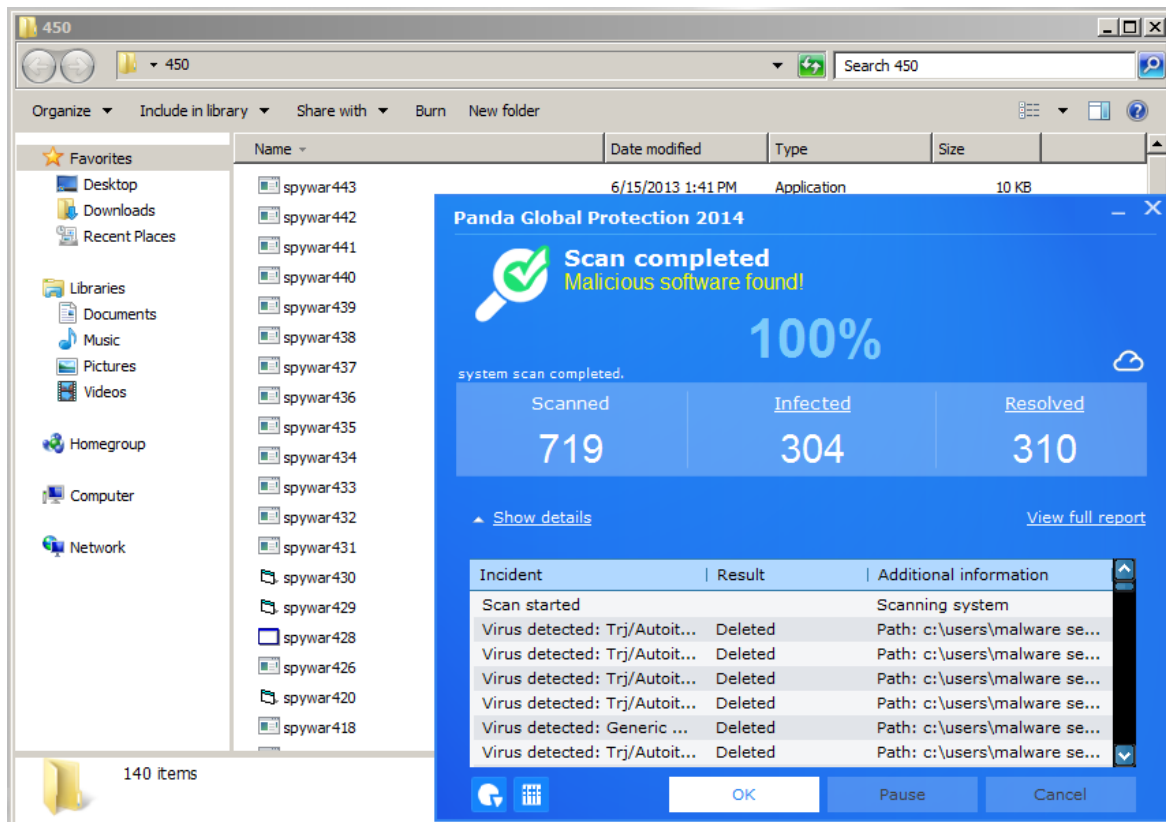 450
450
Search 450
Organize Include in library Share with Burn New folder
Favorites
Desktop
Downloads
Recent Places
Libraries
Documents
Music
Pictures
Videos
Homegroup
Computer
Network
Name Date modified Type Size
spywar443 6/15/2013 1:41 PM Application 10 KB
spywar442
spywar441
spywar440
spywar439
spywar438
spywar437
spywar436
spywar435
spywar434
spywar433
spywar432
spywar431
spywar430
spywar429
spywar428
spywar426
spywar420
spywar418
140 items
Panda Global Protection 2014
Scan completed
Malicious software found!
100%
system scan completed.
Scanned Infected Resolved
719 304 310
Show details View full report
Incident Result Additional information
Scan started Scanning system
Virus detected: Trj/Autoit... Deleted Path: c:\users\malware se...
Virus detected: Trj/Autoit... Deleted Path: c:\users\malware se...
Virus detected: Trj/Autoit... Deleted Path: c:\users\malware se...
Virus detected: Trj/Autoit... Deleted Path: c:\users\malware se...
Virus detected: Generic ... Deleted Path: c:\users\malware se...
Virus detected: Trj/Autoit... Deleted Path: c:\users\malware se...
OK Pause Cancel